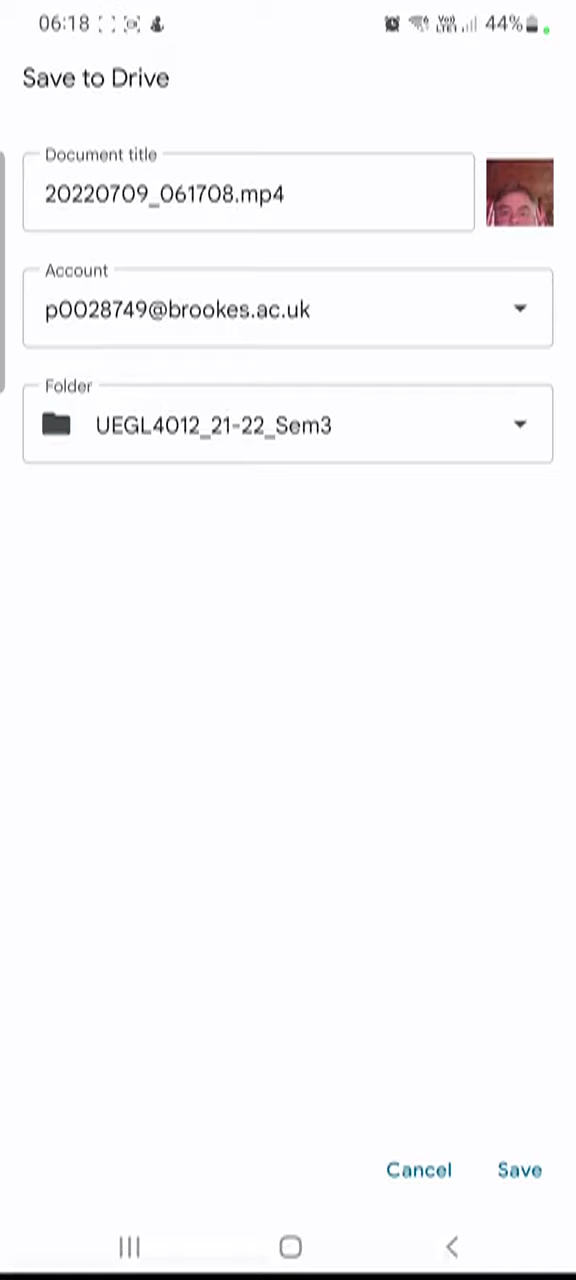 06:18 44%
Save to Drive
Document title
20220709_061708.mp4
Account
p0028749@brookes.ac.uk
Folder
UEGL4012_21-22_Sem3
Cancel Save